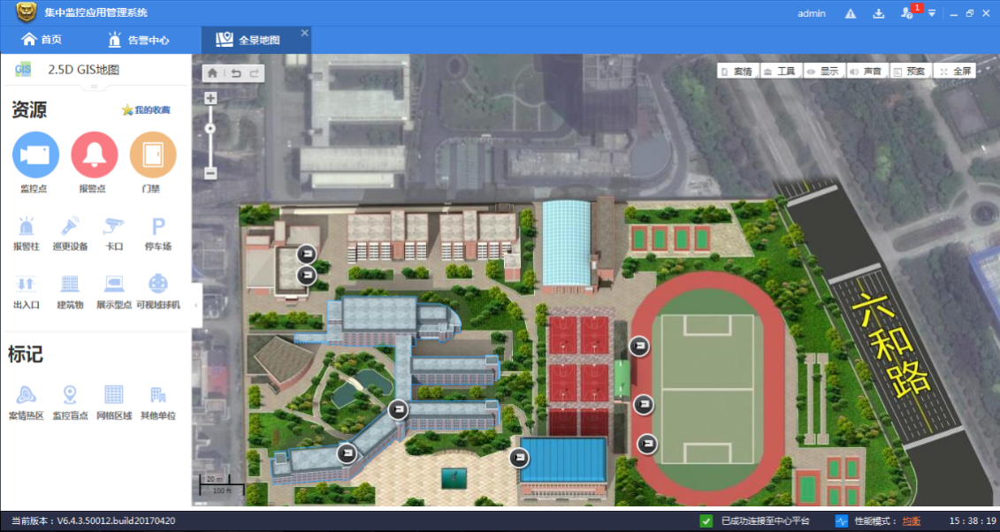 集中监控应用管理系统
admin
1
首页
告警中心
全景地图
GIS
2.5D GIS地图
资源
我的收藏
监控点
报警点
门禁
报警柱
巡更设备
卡口
P
停车场
出入口
建筑物
展示型点
可视域球机
标记
案情热区
监控盲点
网格区域
其他单位
案情
工具
显示
声音
预案
全屏
六和路
20 m
100 ft
当前版本：V6.4.3.50012.build20170420
已成功连接至中心平台
性能模式：
均衡
15：38：19